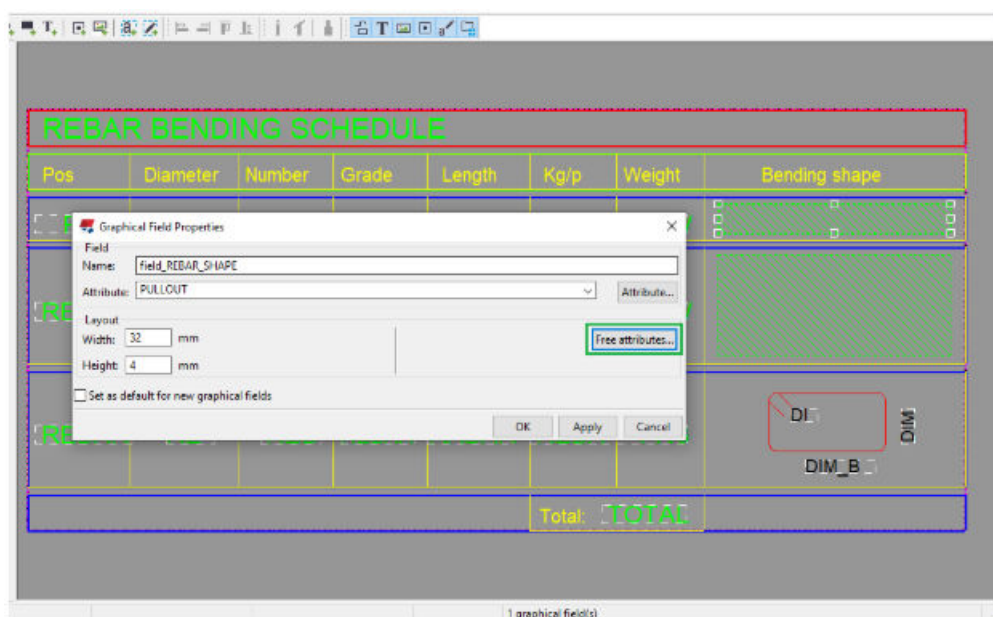 REBAR BENDING SCHEDULE
Pos Diameter Number Grade Length Kg/p Weight Bending shape
Graphical Field Properties
Field
Name: field_REBAR_SHAPE
Attribute: PULLOUT Attribute...
Layout
Width: 32 mm Free attributes...
Height: 4 mm
Set as default for new graphical fields
OK Apply Cancel
DI
DIM
DIM_B
Total: TOTAL
1 graphical field(s)